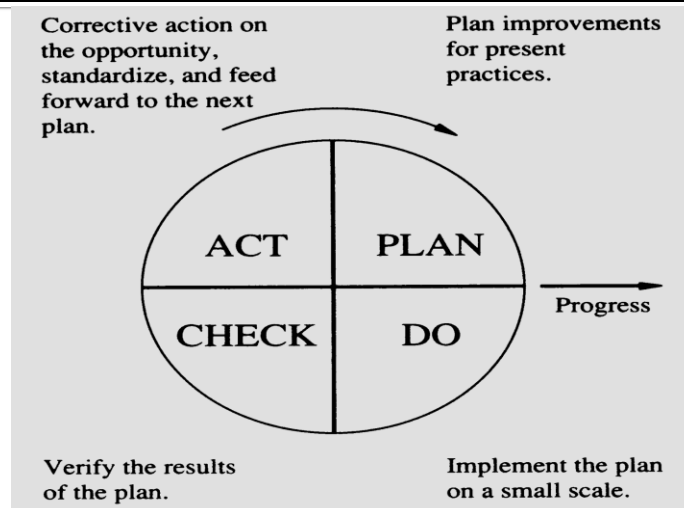 Corrective action on
the opportunity,
standardize, and feed
forward to the next
plan.
Plan improvements
for present
practices.
ACT
PLAN
Progress
CHECK
DO
Verify the results
of the plan.
Implement the plan
on a small scale.